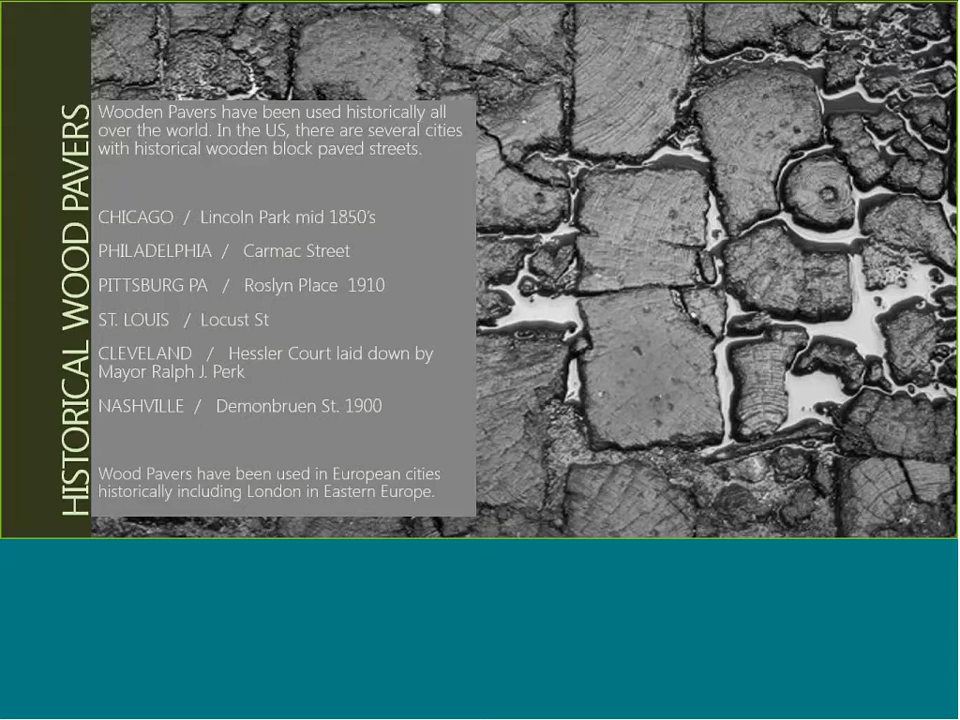 HISTORICAL WOOD PAVERS
Wooden Pavers have been used historically all
over the world. In the US, there are several cities
with historical wooden block paved streets.
CHICAGO / Lincoln Park mid 1850's
PHILADELPHIA / Carmac Street
PITTSBURG PA / Roslyn Place 1910
ST. LOUIS / Locust St
CLEVELAND / Hessler Court laid down by
Mayor Ralph J. Perk
NASHVILLE / Demonbruen St. 1900
Wood Pavers have been used in European cities
historically including London in Eastern Europe.